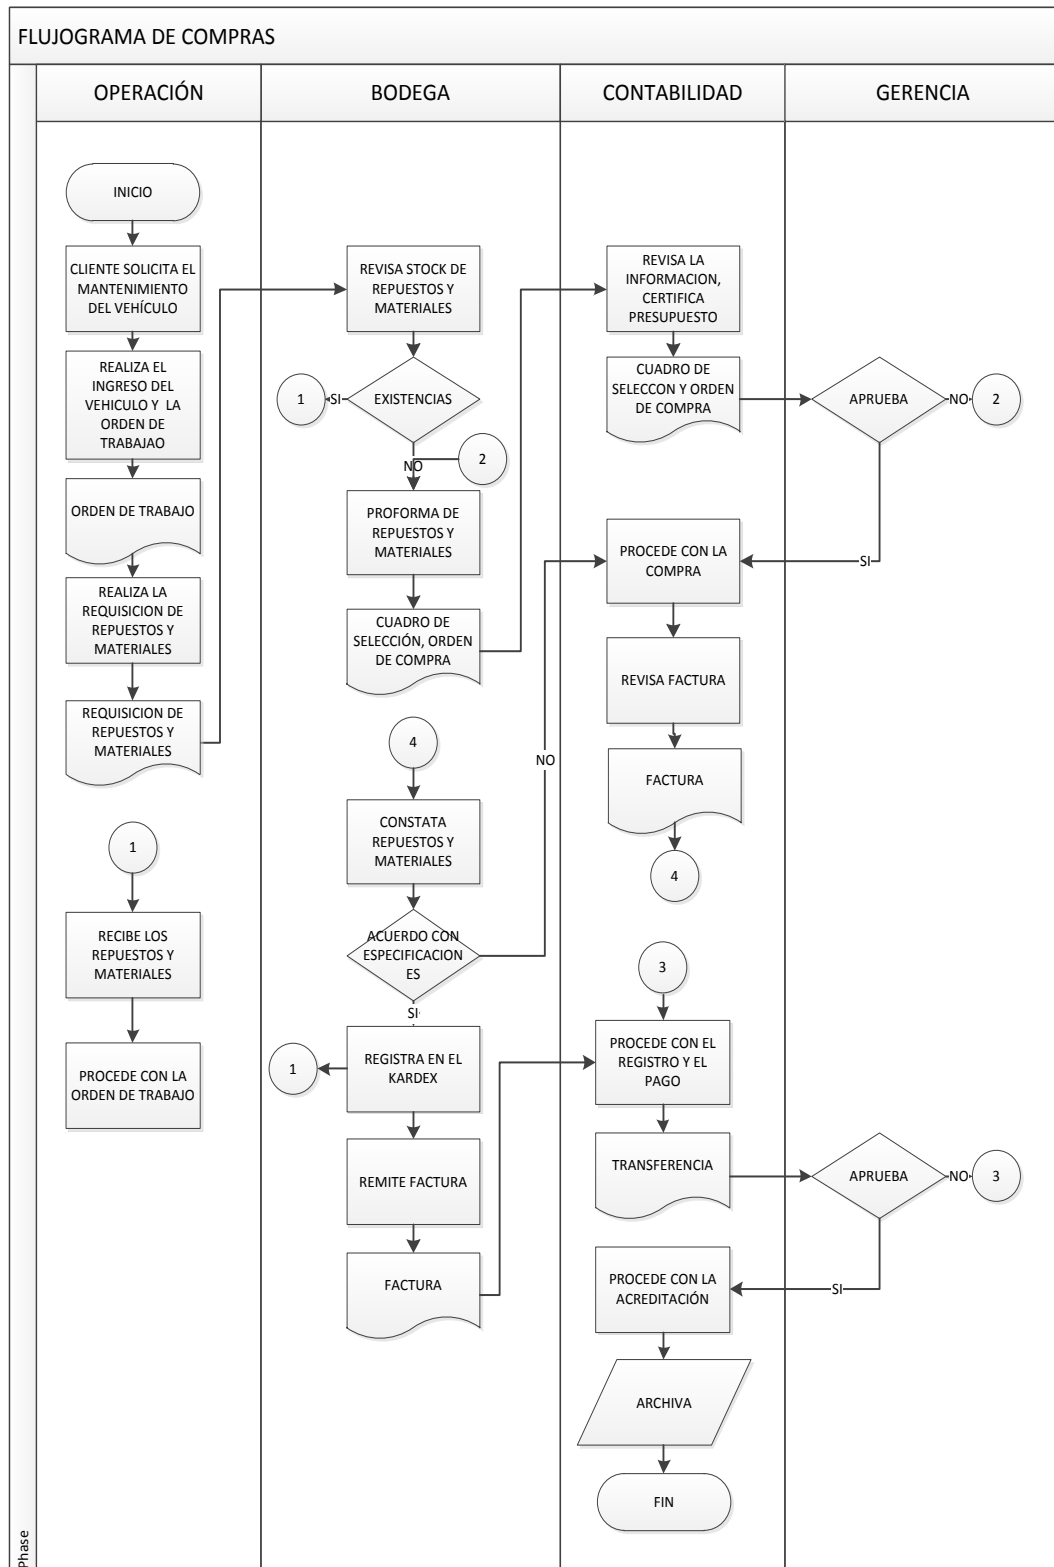 FLUJOGRAMA DE COMPRAS
Phase
OPERACIÓN
INICIO
CLIENTE SOLICITA EL
MANTENIMIENTO
DEL VEHÍCULO
REALIZA EL
INGRESO DEL
VEHICULO Y LA
ORDEN DE
TRABAJAO
ORDEN DE TRABAJO
REALIZA LA
REQUISICION DE
REPUESTOS Y
MATERIALES
REQUISICION DE
REPUESTOS Y
MATERIALES
1
RECIBE LOS
REPUESTOS Y
MATERIALES
PROCEDE CON LA
ORDEN DE TRABAJO
BODEGA
REVISA STOCK DE
REPUESTOS Y
MATERIALES
EXISTENCIAS
SI
1
NO
2
PROFORMA DE
REPUESTOS Y
MATERIALES
CUADRO DE
SELECCIÓN, ORDEN
DE COMPRA
4
CONSTATA
REPUESTOS Y
MATERIALES
ACUERDO CON
ESPECIFICACION
ES
NO
SI
REGISTRA EN EL
KARDEX
1
REMITE FACTURA
FACTURA
CONTABILIDAD
REVISA LA
INFORMACION,
CERTIFICA
PRESUPUESTO
CUADRO DE
SELECCON Y ORDEN
DE COMPRA
PROCEDE CON LA
COMPRA
REVISA FACTURA
FACTURA
4
3
PROCEDE CON EL
REGISTRO Y EL
PAGO
TRANSFERENCIA
PROCEDE CON LA
ACREDITACIÓN
ARCHIVA
FIN
GERENCIA
APRUEBA
NO
2
SI
APRUEBA
NO
3
SI